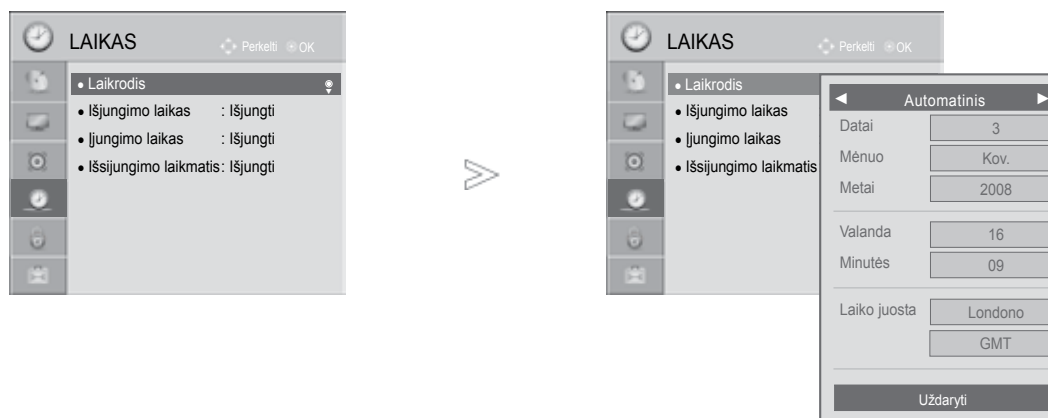 LAIKAS
Perkelti OK
• Laikrodis
• Išjungimo laikas : Išjungti
• Įjungimo laikas : Išjungti
• Išsijungimo laikmatis: Išjungti
LAIKAS
Perkelti OK
• Laikrodis
• Išjungimo laikas
• Įjungimo laikas
• Išsijungimo laikmatis
◄ Automatinis ►
Datai 3
Mėnuo Kov.
Metai 2008
Valanda 16
Minutės 09
Laiko juosta Londono
GMT
Uždaryti